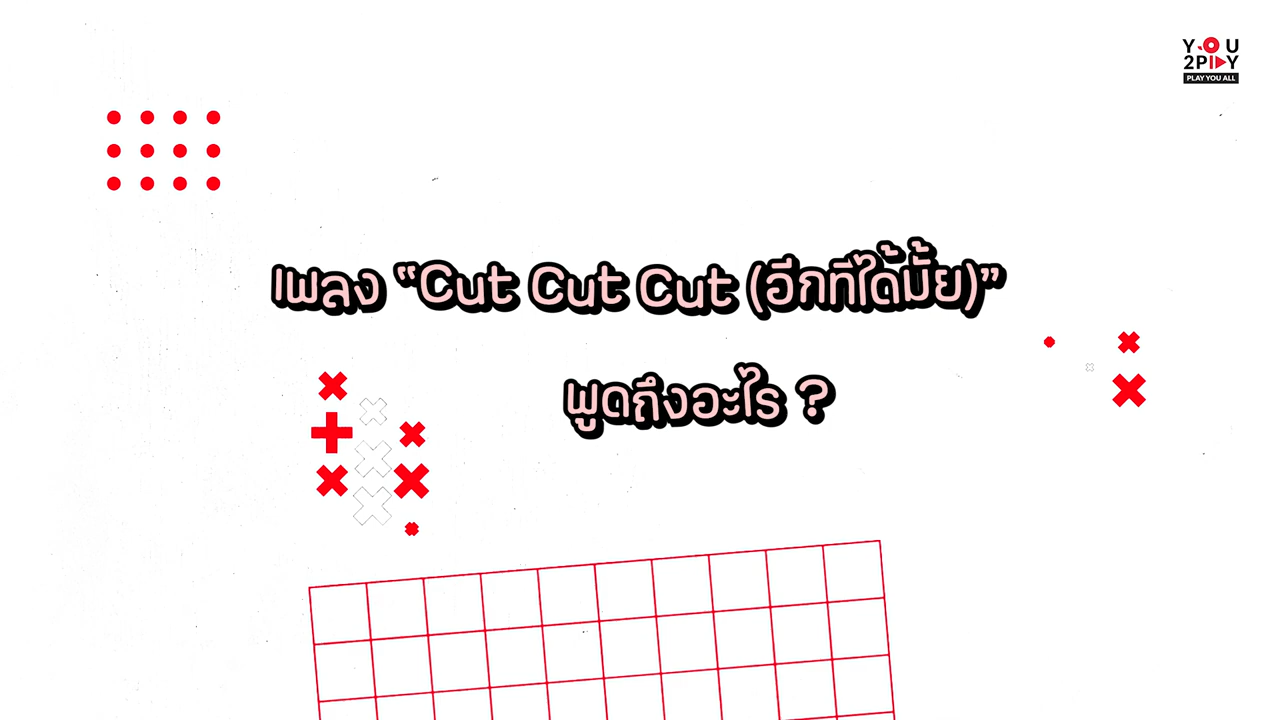 YOU
2PLAY
PLAY YOU ALL
เพลง “Cut Cut Cut (อีกทีได้มั้ย)”
พูดถึงอะไร ?